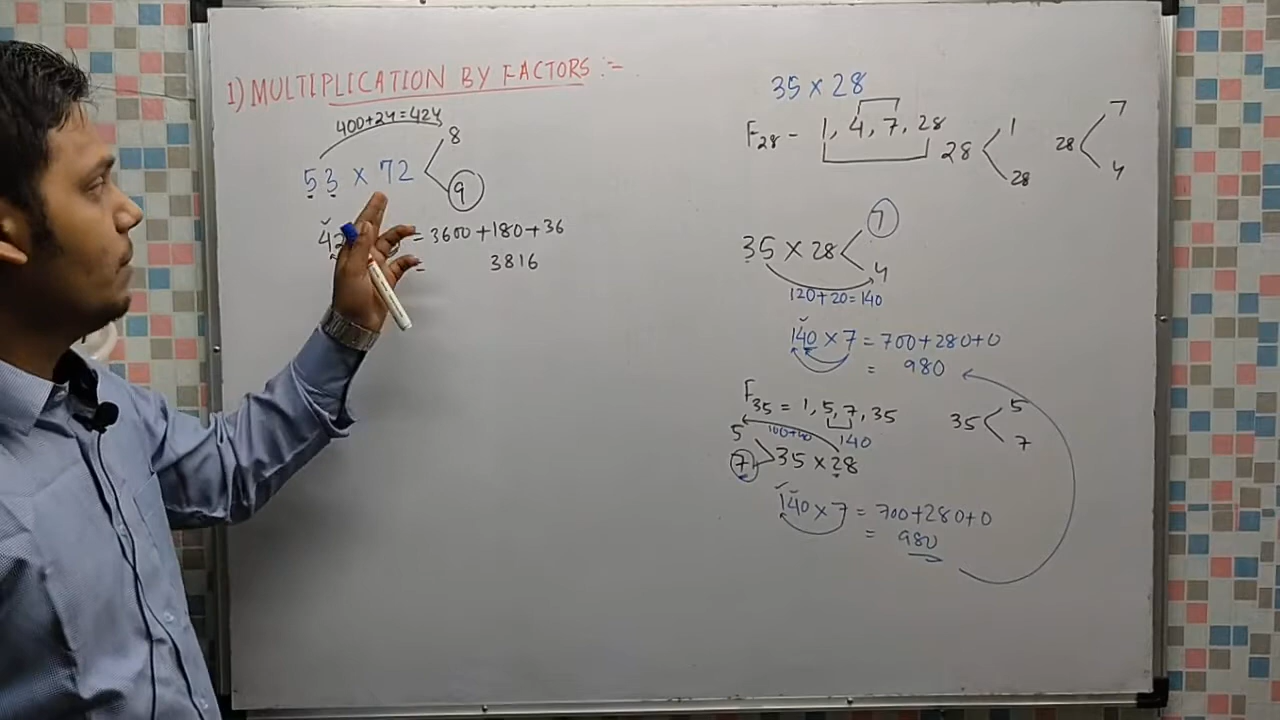 1) MULTIPLICATION BY FACTORS :-
400+24=424
8
53 x 72
9
42
= 3600+180+36
= 3816
35 x 28
F28 - 1, 4, 7, 28
28
1
28
28
7
4
7
35 x 28
4
120+20=140
140 x 7 = 700+280+0
= 980
F35 = 1, 5, 7, 35
35
5
7
5
100+40
140
7
35 x 28
140 x 7 = 700+280+0
= 980